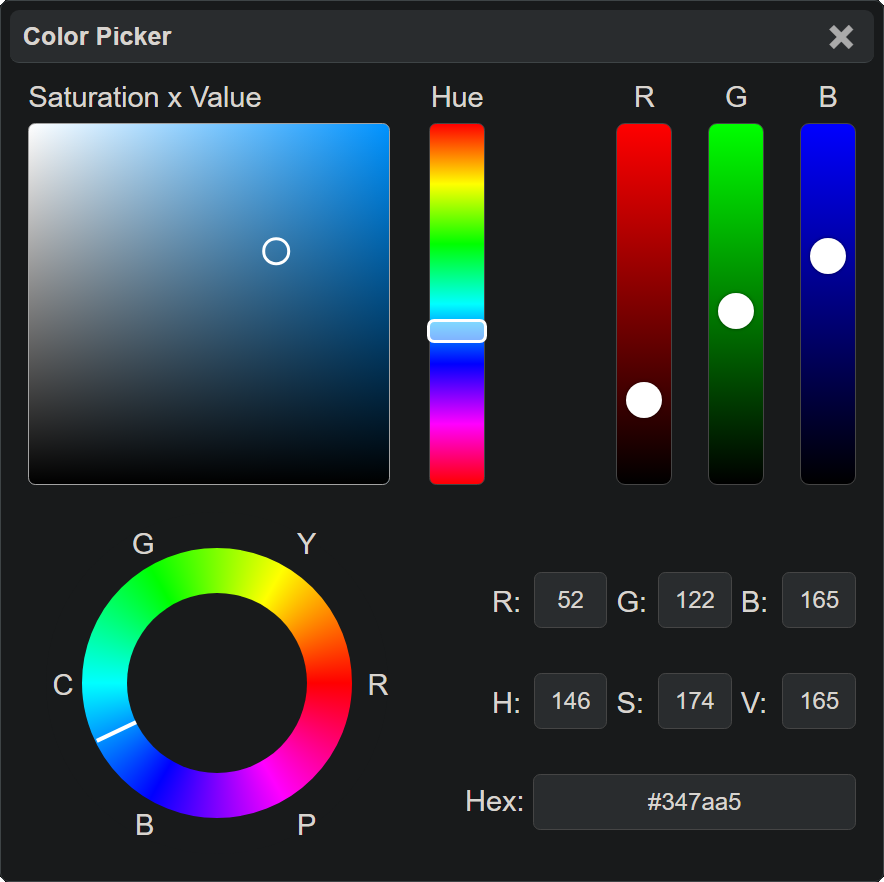 Color Picker
Saturation x Value Hue R G B
G Y
R: 52 G: 122 B: 165
C R
H: 146 S: 174 V: 165
Hex: #347aa5
B P